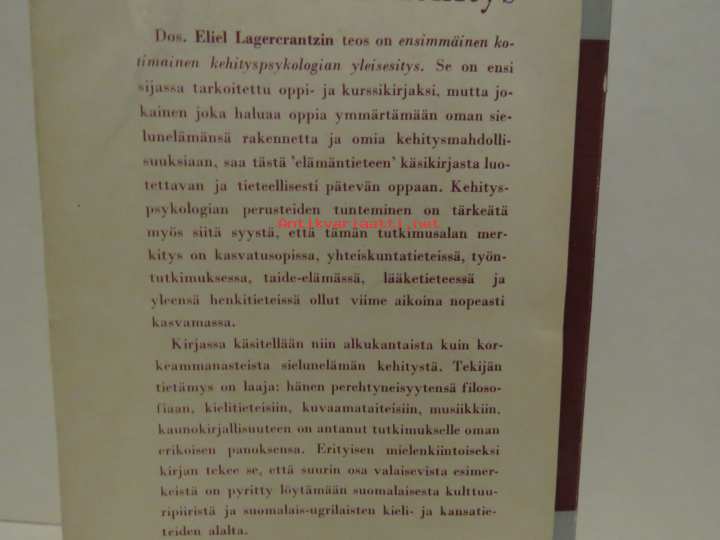 Dos. Eliel Lagercrantzin teos on ensimmäinen ko-
timainen kehityspsykologian yleisesitys. Se on ensi
sijassa tarkoitettu oppi- ja kurssikirjaksi, mutta jo-
kainen joka haluaa oppia ymmärtämään oman sie-
lunelämänsä rakennetta ja omia kehitysmahdolli-
suuksiaan, saa tästä 'elämäntieteen' käsikirjasta luo-
tettavan ja tieteellisesti pätevän oppaan. Kehitys-
psykologian perusteiden tunteminen on tärkeätä
Antikvariaatti.net
myös siitä syystä, että tämän tutkimusalan mer-
kitys on kasvatusopissa, yhteiskuntatieteissä, työn-
tutkimuksessa, taide-elämässä, lääketieteessä ja
yleensä henkitieteissä ollut viime aikoina nopeasti
kasvamassa.
Kirjassa käsitellään niin alkukantaista kuin kor-
keammanasteista sielunelämän kehitystä. Tekijän
tietämys on laaja: hänen perehtyneisyytensä filoso-
fiaan, kielitieteisiin, kuvaamataiteisiin, musiikkiin,
kaunokirjallisuuteen on antanut tutkimukselle oman
erikoisen panoksensa. Erityisen mielenkiintoiseksi
kirjan tekee se, että suurin osa valaisevista esimer-
keistä on pyritty löytämään suomalaisesta kulttuu-
ripiiristä ja suomalais-ugrilaisten kieli- ja kansatie-
teiden alalta.